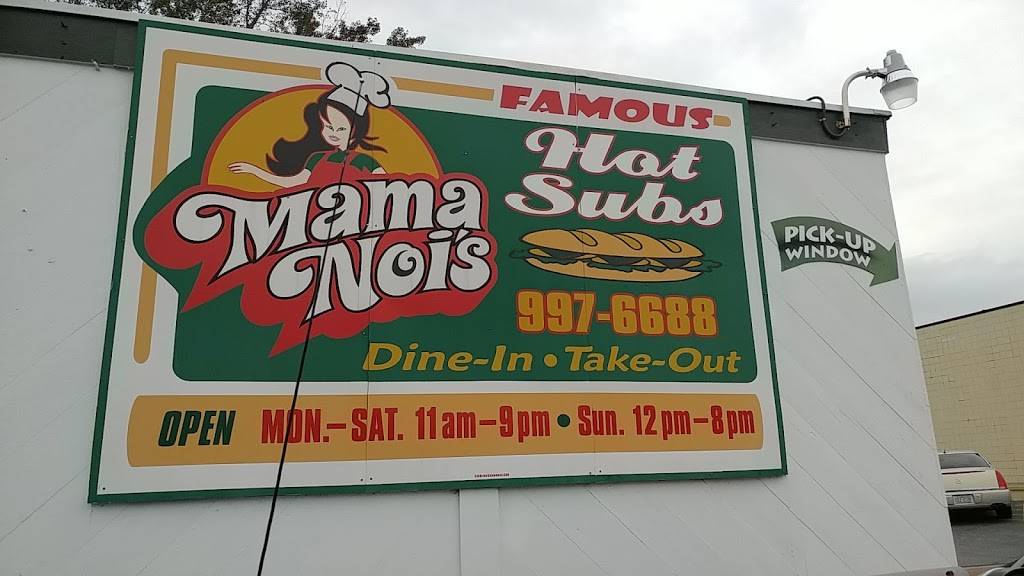 FAMOUS
Hot
Subs
Mama
Noi's
997-6688
Dine-In • Take-Out
OPEN MON.–SAT. 11am–9pm • Sun. 12pm–8pm
PICK-UP
WINDOW